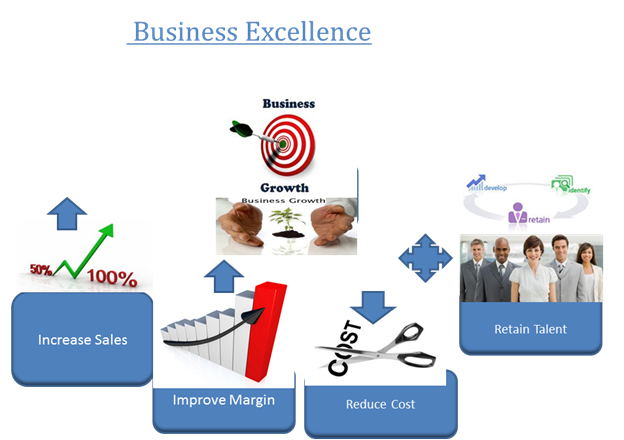 Business Excellence
Business
Growth
Business Growth
develop
identify
retain
50%
100%
Increase Sales
Improve Margin
COST
Reduce Cost
Retain Talent